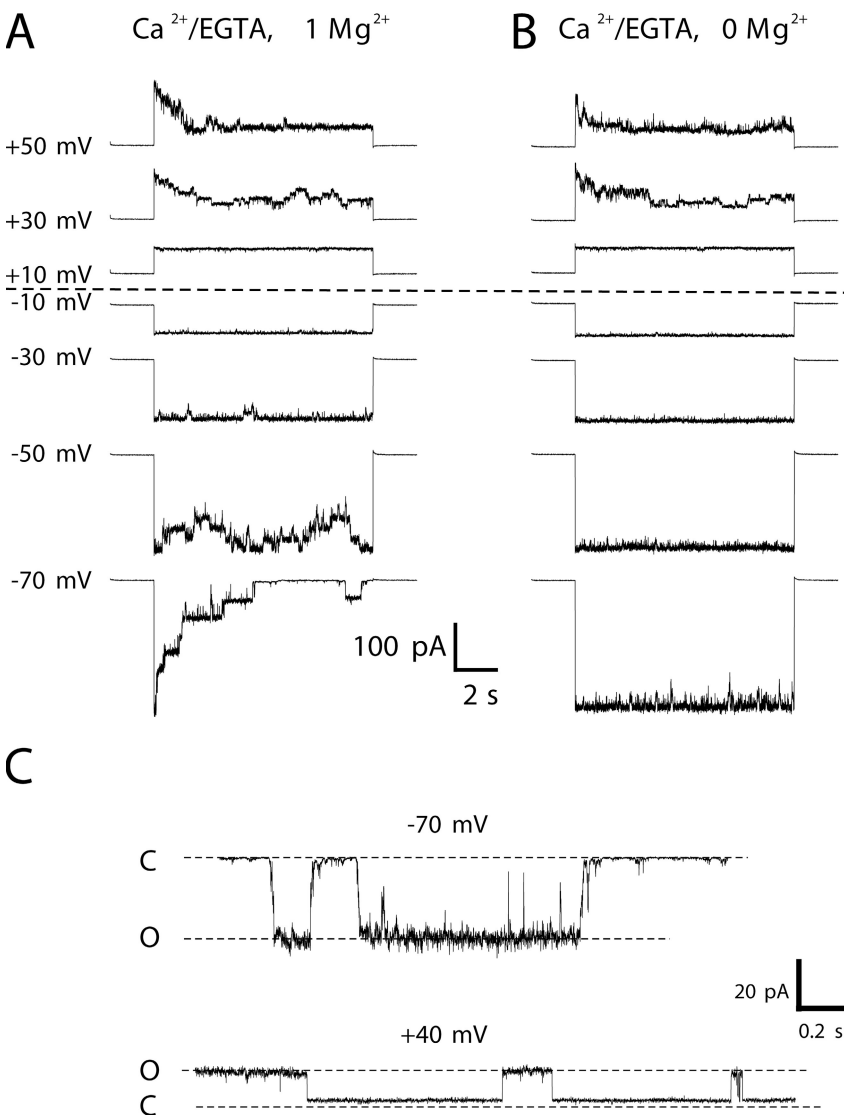 A Ca 2+/EGTA, 1 Mg2+ B Ca 2+/EGTA, 0 Mg2+
+50 mV
+30 mV
+10 mV
-10 mV
-30 mV
-50 mV
-70 mV
100 pA
2 s
C
-70 mV
C
O
20 pA
0.2 s
+40 mV
O
C